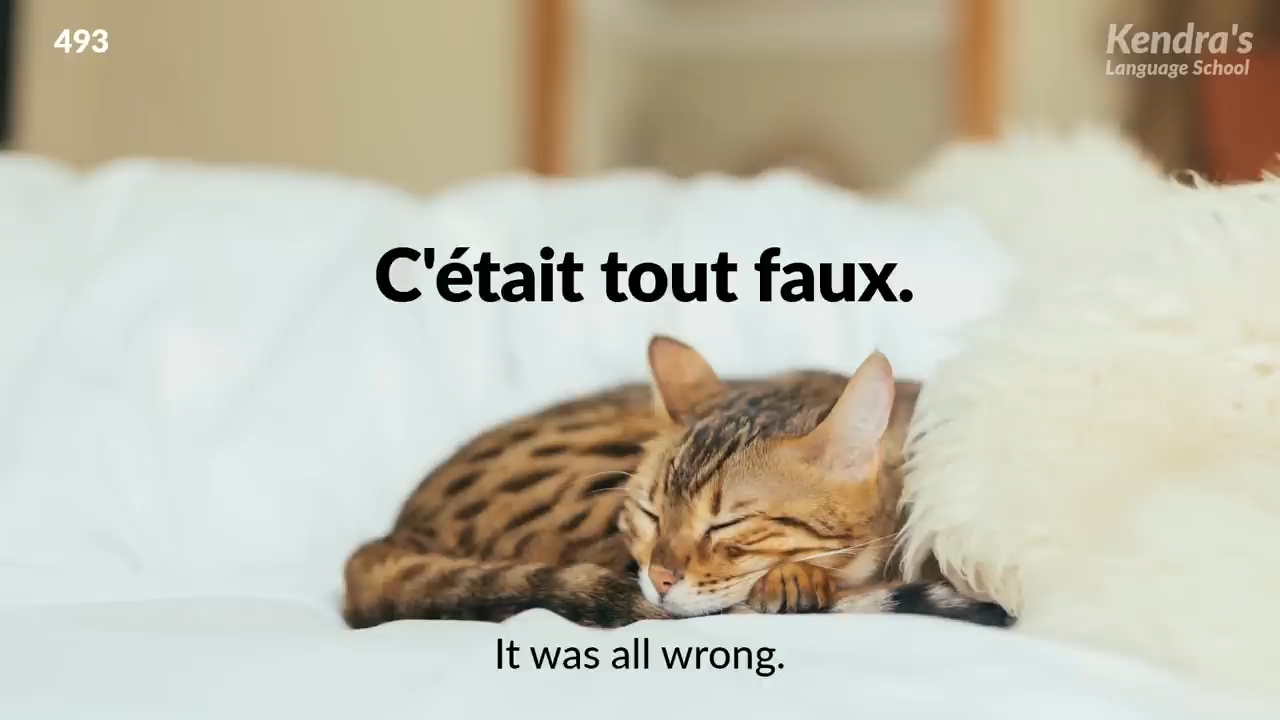 493
Kendra's
Language School
C'était tout faux.
It was all wrong.